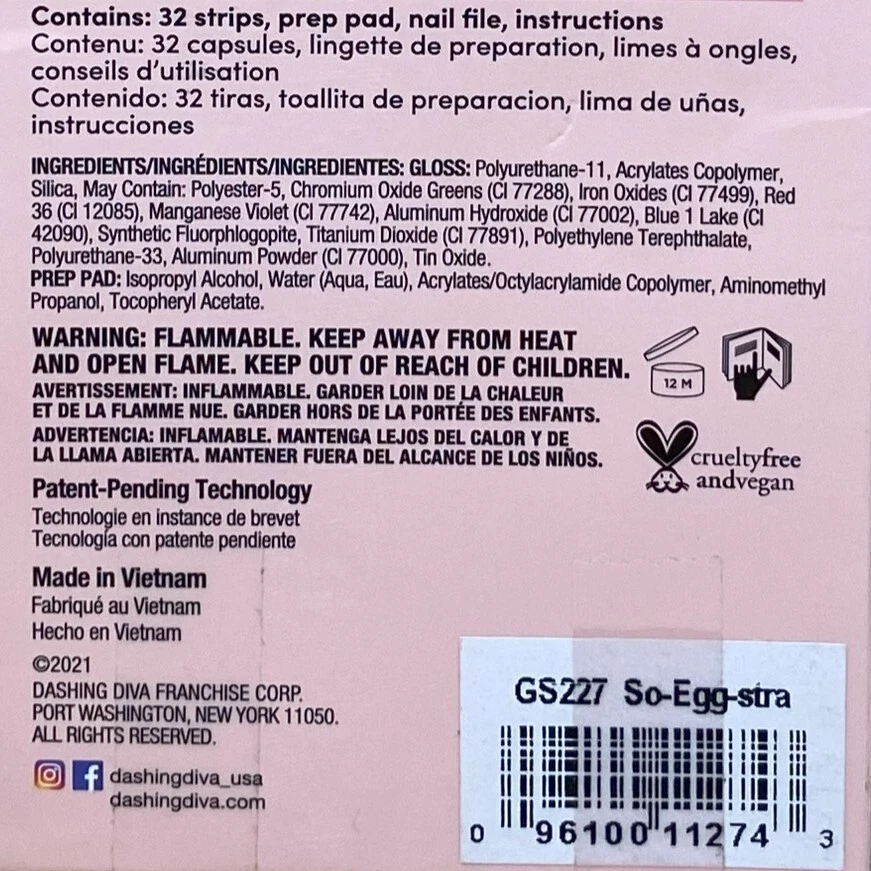 Contains: 32 strips, prep pad, nail file, instructions
Contenu: 32 capsules, lingette de preparation, limes à ongles,
conseils d'utilisation
Contenido: 32 tiras, toallita de preparacion, lima de uñas,
instrucciones
INGREDIENTS/INGRÉDIENTS/INGREDIENTES: GLOSS: Polyurethane-11, Acrylates Copolymer,
Silica, May Contain: Polyester-5, Chromium Oxide Greens (CI 77288), Iron Oxides (CI 77499), Red
36 (CI 12085), Manganese Violet (CI 77742), Aluminum Hydroxide (CI 77002), Blue 1 Lake (CI
42090), Synthetic Fluorphlogopite, Titanium Dioxide (CI 77891), Polyethylene Terephthalate,
Polyurethane-33, Aluminum Powder (CI 77000), Tin Oxide.
PREP PAD: Isopropyl Alcohol, Water (Aqua, Eau), Acrylates/Octylacrylamide Copolymer, Aminomethyl
Propanol, Tocopheryl Acetate.
WARNING: FLAMMABLE. KEEP AWAY FROM HEAT
AND OPEN FLAME. KEEP OUT OF REACH OF CHILDREN.
12 M
AVERTISSEMENT: INFLAMMABLE. GARDER LOIN DE LA CHALEUR
ET DE LA FLAMME NUE. GARDER HORS DE LA PORTÉE DES ENFANTS.
ADVERTENCIA: INFLAMABLE. MANTENGA LEJOS DEL CALOR Y DE
LA LLAMA ABIERTA. MANTENER FUERA DEL ALCANCE DE LOS NIÑOS.
crueltyfree
andvegan
Patent-Pending Technology
Technologie en instance de brevet
Tecnología con patente pendiente
Made in Vietnam
Fabriqué au Vietnam
Hecho en Vietnam
©2021
DASHING DIVA FRANCHISE CORP.
PORT WASHINGTON, NEW YORK 11050.
ALL RIGHTS RESERVED.
dashingdiva_usa
dashingdiva.com
GS227 So-Egg-stra
0 96100 11274 3